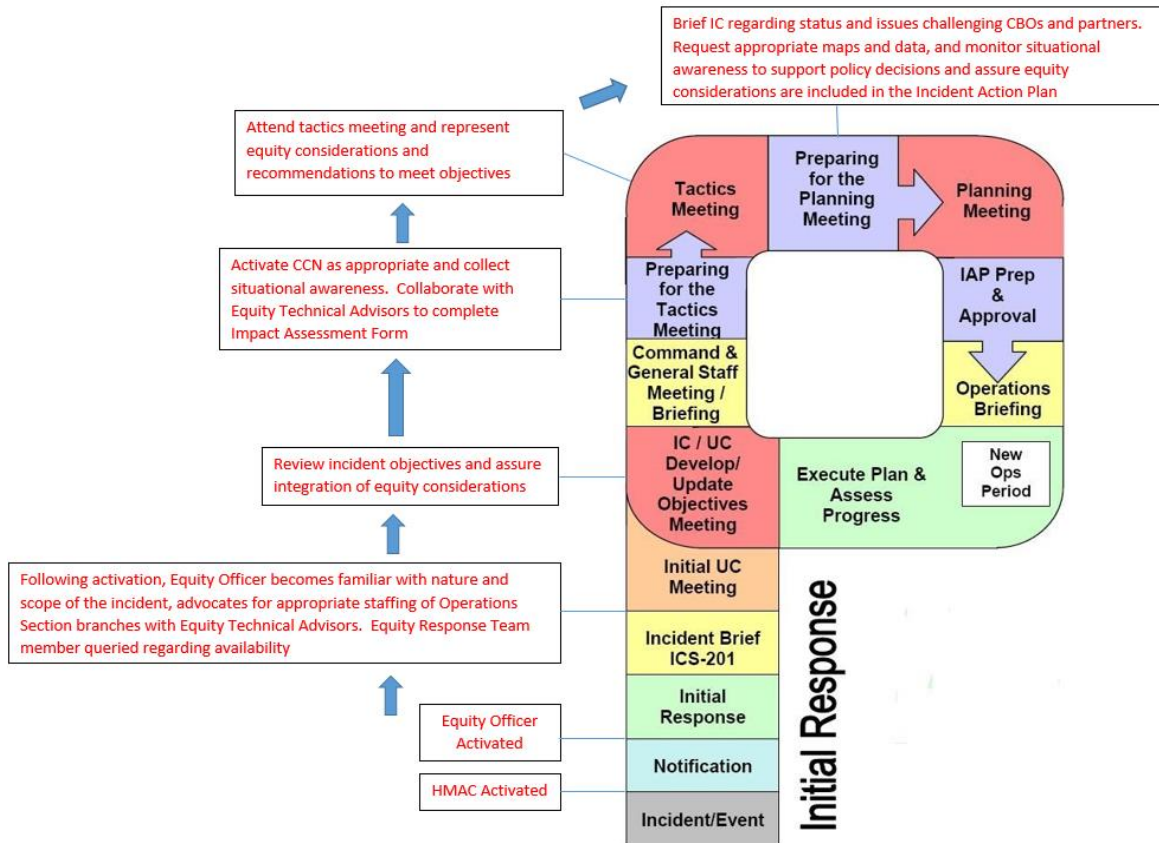 Brief IC regarding status and issues challenging CBOs and partners.
Request appropriate maps and data, and monitor situational
awareness to support policy decisions and assure equity
considerations are included in the Incident Action Plan
Attend tactics meeting and represent
equity considerations and
recommendations to meet objectives
Tactics
Meeting
Preparing
for the
Planning
Meeting
Planning
Meeting
Activate CCN as appropriate and collect
situational awareness.  Collaborate with
Equity Technical Advisors to complete
Impact Assessment Form
Preparing
for the
Tactics
Meeting
IAP Prep
&
Approval
Command &
General Staff
Meeting /
Briefing
Operations
Briefing
Review incident objectives and assure
integration of equity considerations
IC / UC
Develop/
Update
Objectives
Meeting
Execute Plan &
Assess
Progress
New
Ops
Period
Following activation, Equity Officer becomes familiar with nature and
scope of the incident, advocates for appropriate staffing of Operations
Section branches with Equity Technical Advisors.  Equity Response Team
member queried regarding availability
Initial UC
Meeting
Incident Brief
ICS-201
Equity Officer
Activated
Initial
Response
HMAC Activated
Notification
Incident/Event
Initial Response